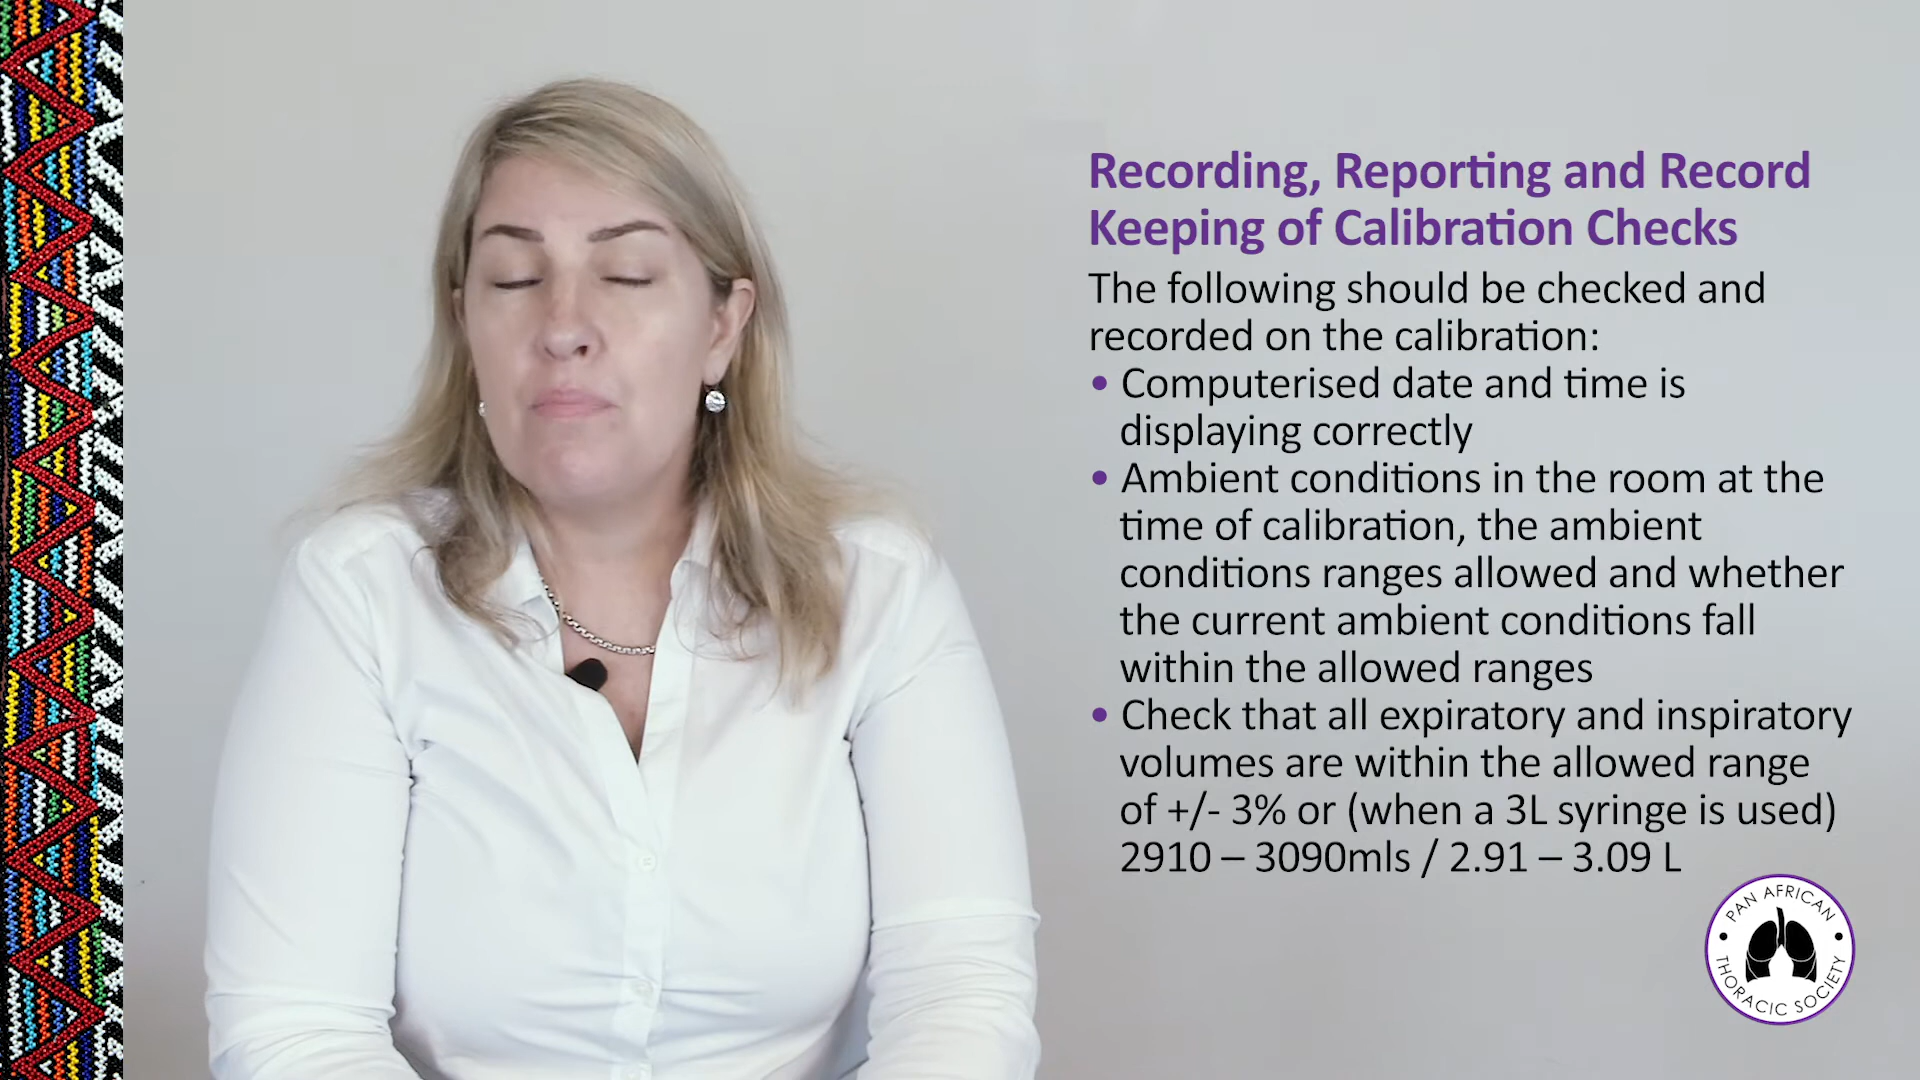 Recording, Reporting and Record
Keeping of Calibration Checks
The following should be checked and
recorded on the calibration:
• Computerised date and time is
displaying correctly
• Ambient conditions in the room at the
time of calibration, the ambient
conditions ranges allowed and whether
the current ambient conditions fall
within the allowed ranges
• Check that all expiratory and inspiratory
volumes are within the allowed range
of +/- 3% or (when a 3L syringe is used)
2910 – 3090mls / 2.91 – 3.09 L
PAN AFRICAN
THORACIC SOCIETY